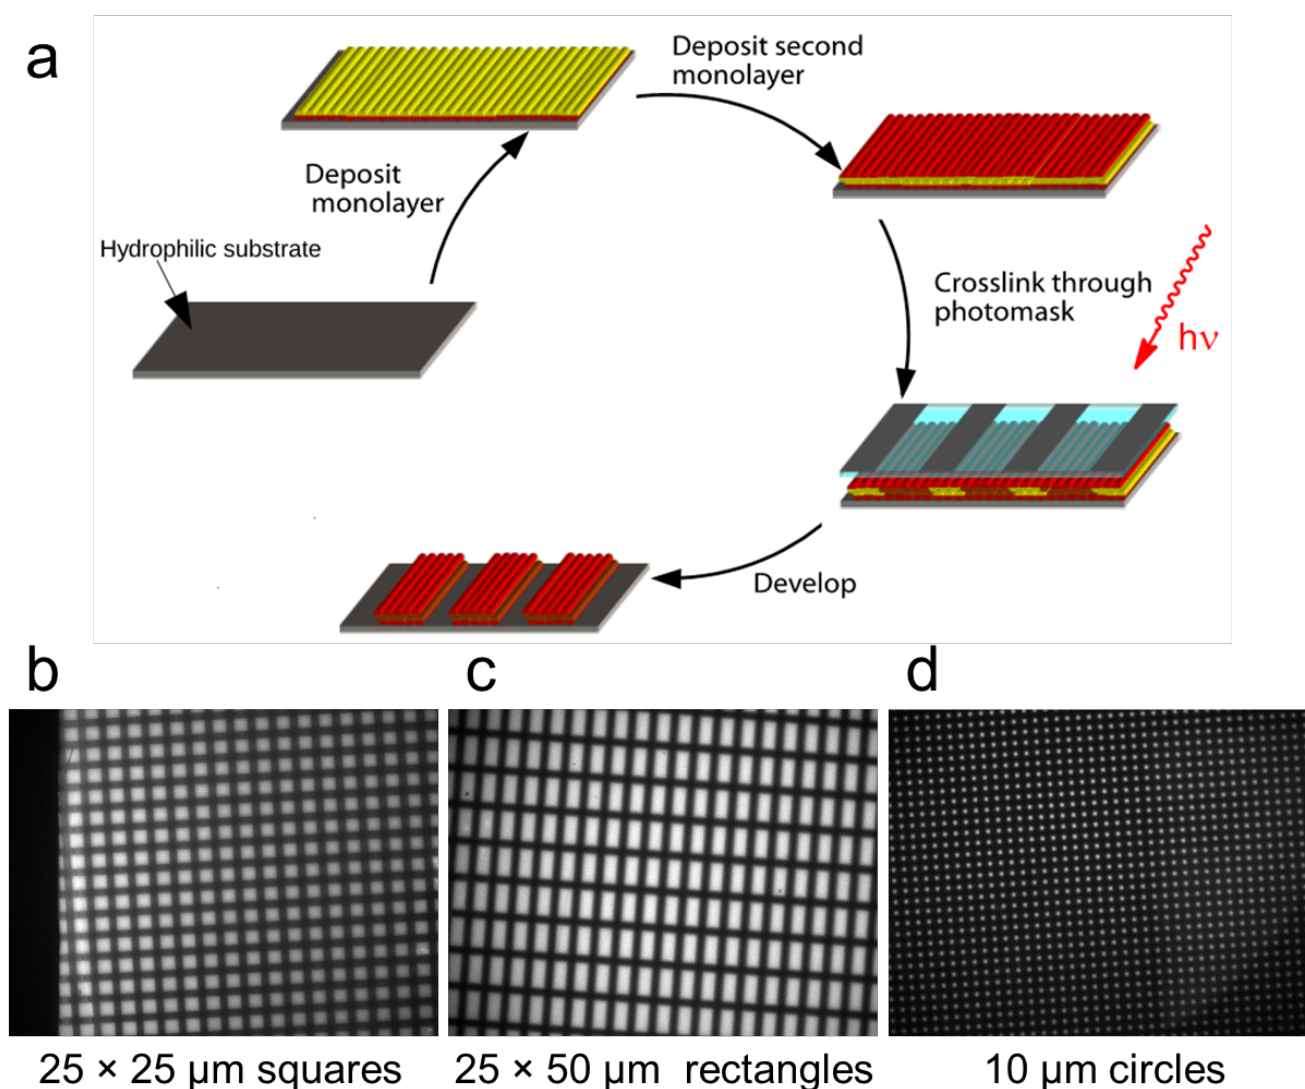 a
Deposit second
monolayer
Deposit
monolayer
Hydrophilic substrate
Crosslink through
photomask
hν
Develop
b
c
d
25 × 25 µm squares
25 × 50 µm  rectangles
10 µm circles